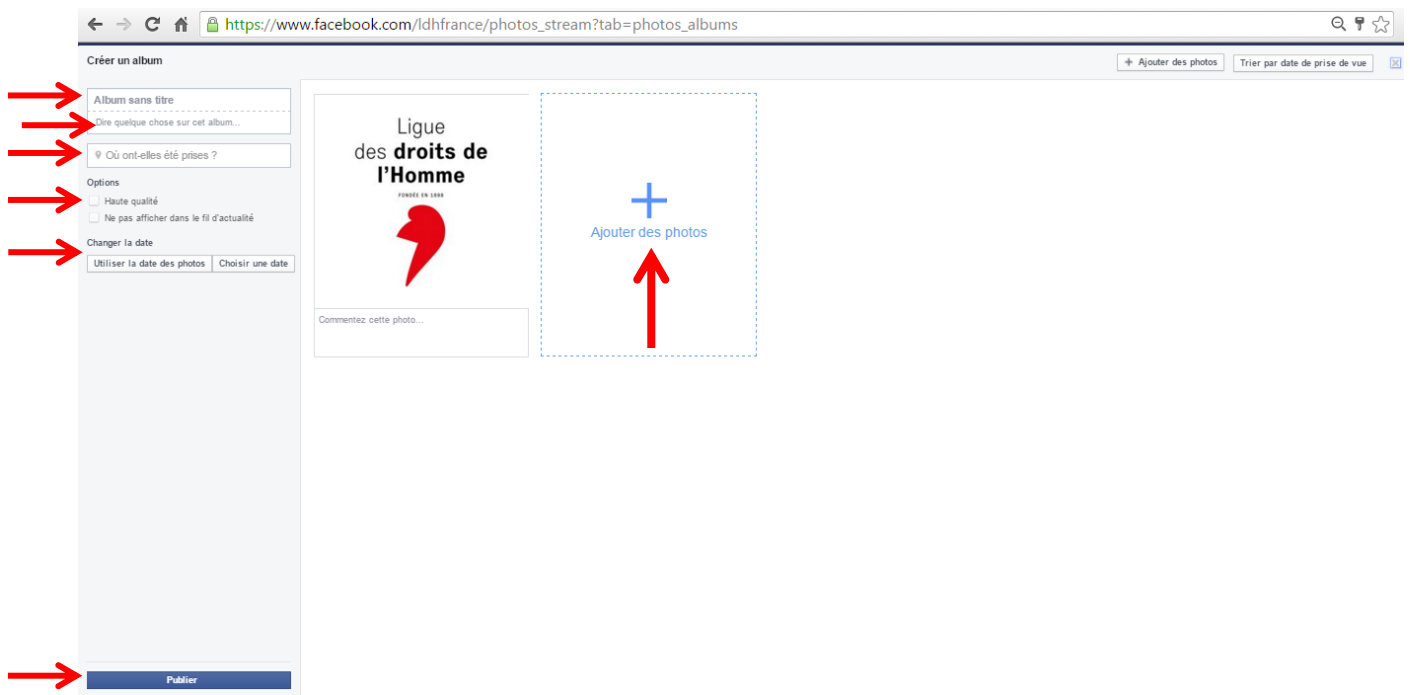 https://www.facebook.com/ldhfrance/photos_stream?tab=photos_albums
Créer un album
+ Ajouter des photos
Trier par date de prise de vue
Album sans titre
Dire quelque chose sur cet album...
Où ont-elles été prises ?
Options
Haute qualité
Ne pas afficher dans le fil d'actualité
Changer la date
Utiliser la date des photos
Choisir une date
Ligue
des droits de
l'Homme
FONDÉE EN 1898
Commentez cette photo...
Ajouter des photos
Publier